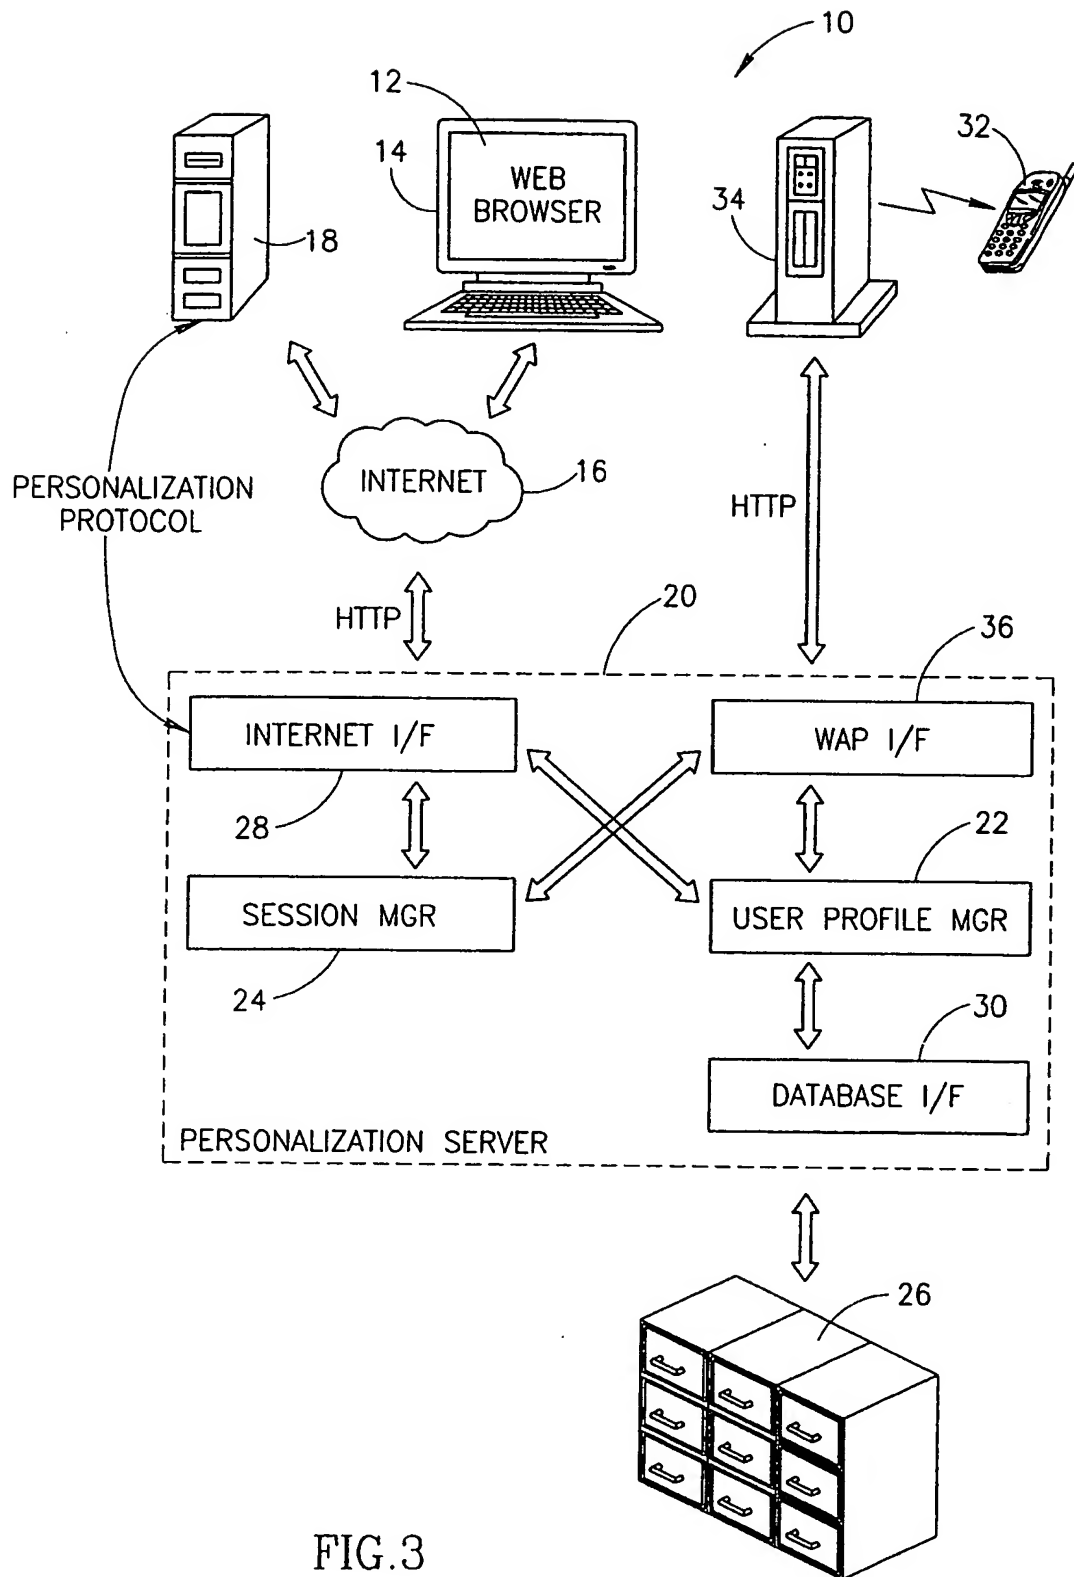 10
12
14
WEB
BROWSER
18
34
32
INTERNET
16
PERSONALIZATION
PROTOCOL
HTTP
HTTP
20
36
INTERNET I/F
WAP I/F
28
22
SESSION MGR
USER PROFILE MGR
24
30
DATABASE I/F
PERSONALIZATION SERVER
26
FIG.3